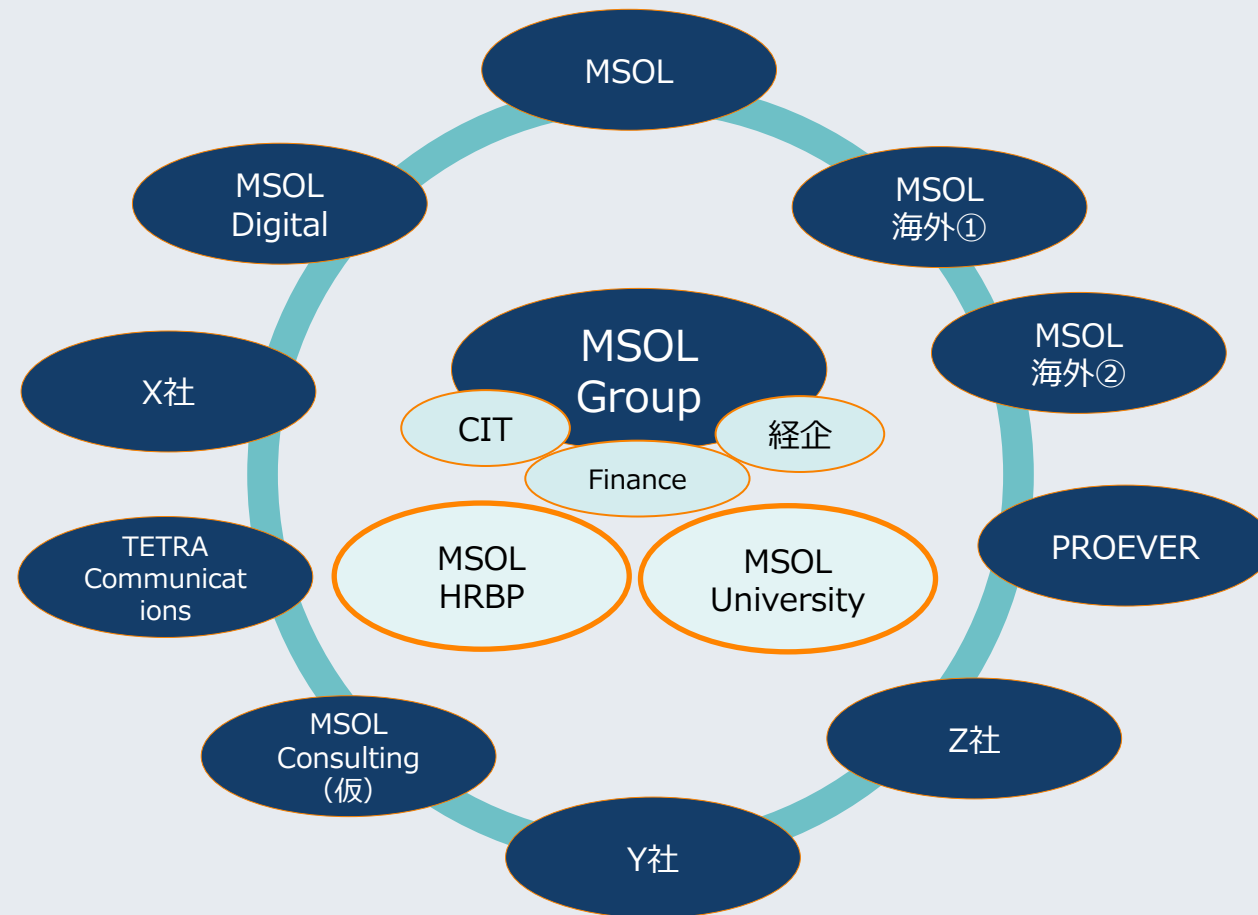 MSOL
MSOL
Digital
MSOL
海外①
MSOL
海外②
X社
MSOL
Group
CIT
経企
Finance
TETRA
Communicat
ions
MSOL
HRBP
MSOL
University
PROEVER
MSOL
Consulting
（仮）
Z社
Y社